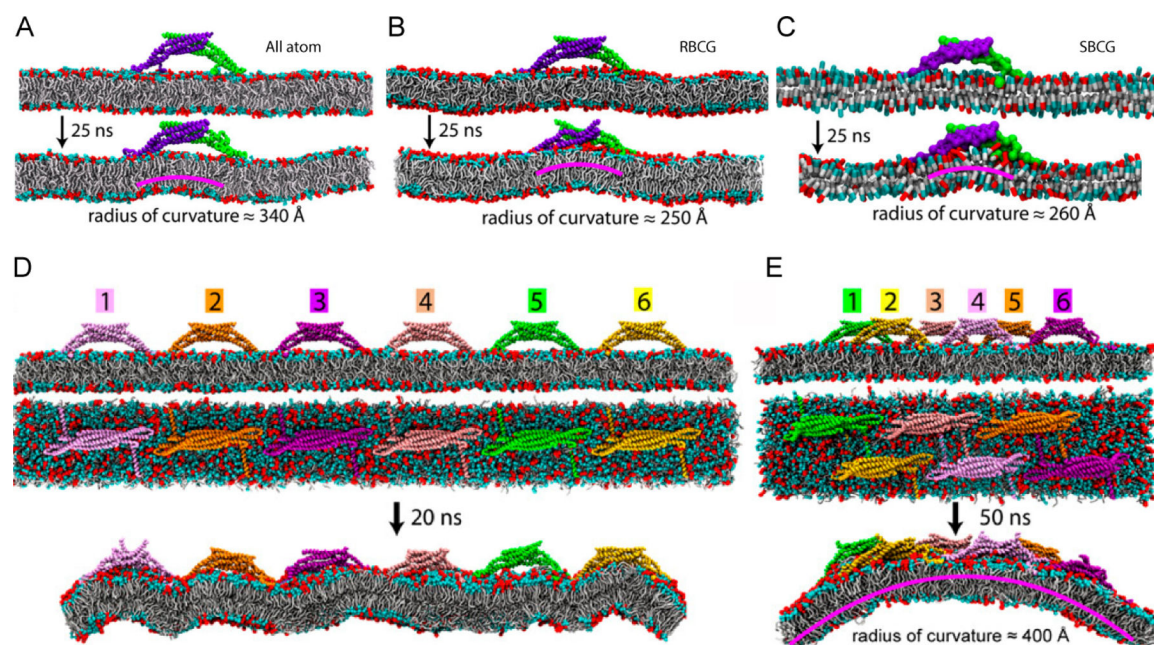 A
All atom
25 ns
radius of curvature ≈ 340 Å
B
RBCG
25 ns
radius of curvature ≈ 250 Å
C
SBCG
25 ns
radius of curvature ≈ 260 Å
D
1 2 3 4 5 6
20 ns
E
1 2 3 4 5 6
50 ns
radius of curvature ≈ 400 Å